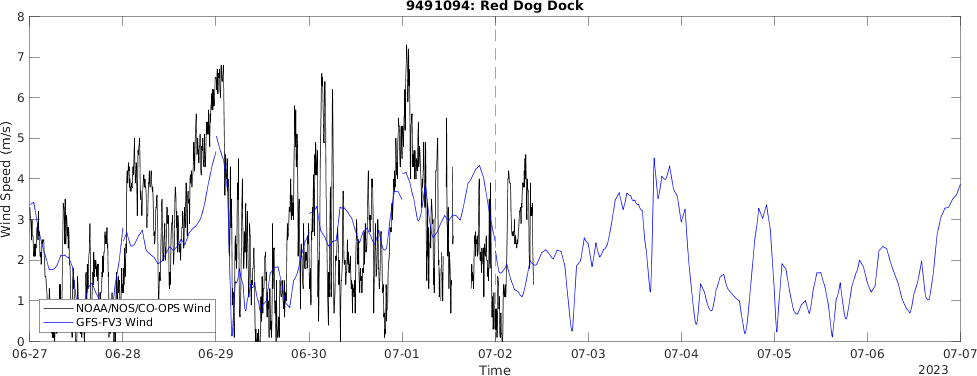 9491094: Red Dog Dock
8
7
6
5
4
3
2
1
0
Wind Speed (m/s)
NOAA/NOS/CO-OPS Wind
GFS-FV3 Wind
06-27 06-28 06-29 06-30 07-01 07-02 07-03 07-04 07-05 07-06 07-07
Time
2023